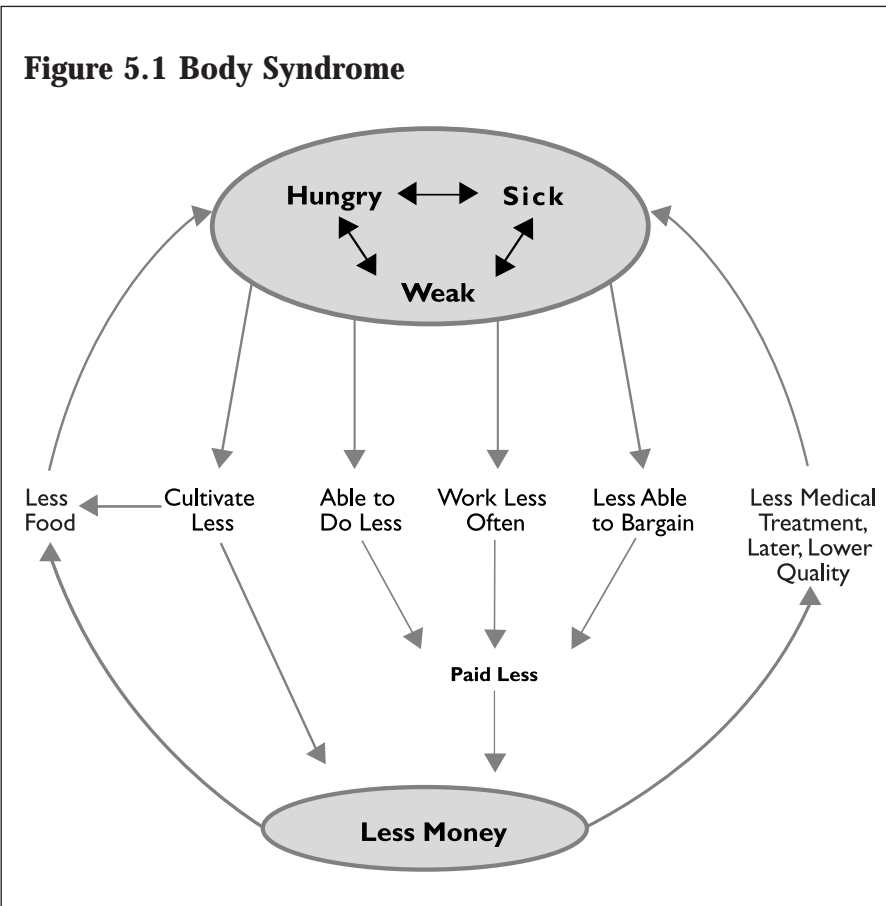 Figure 5.1 Body Syndrome
Hungry
Sick
Weak
Less
Food
Cultivate
Less
Able to
Do Less
Work Less
Often
Less Able
to Bargain
Less Medical
Treatment,
Later, Lower
Quality
Paid Less
Less Money